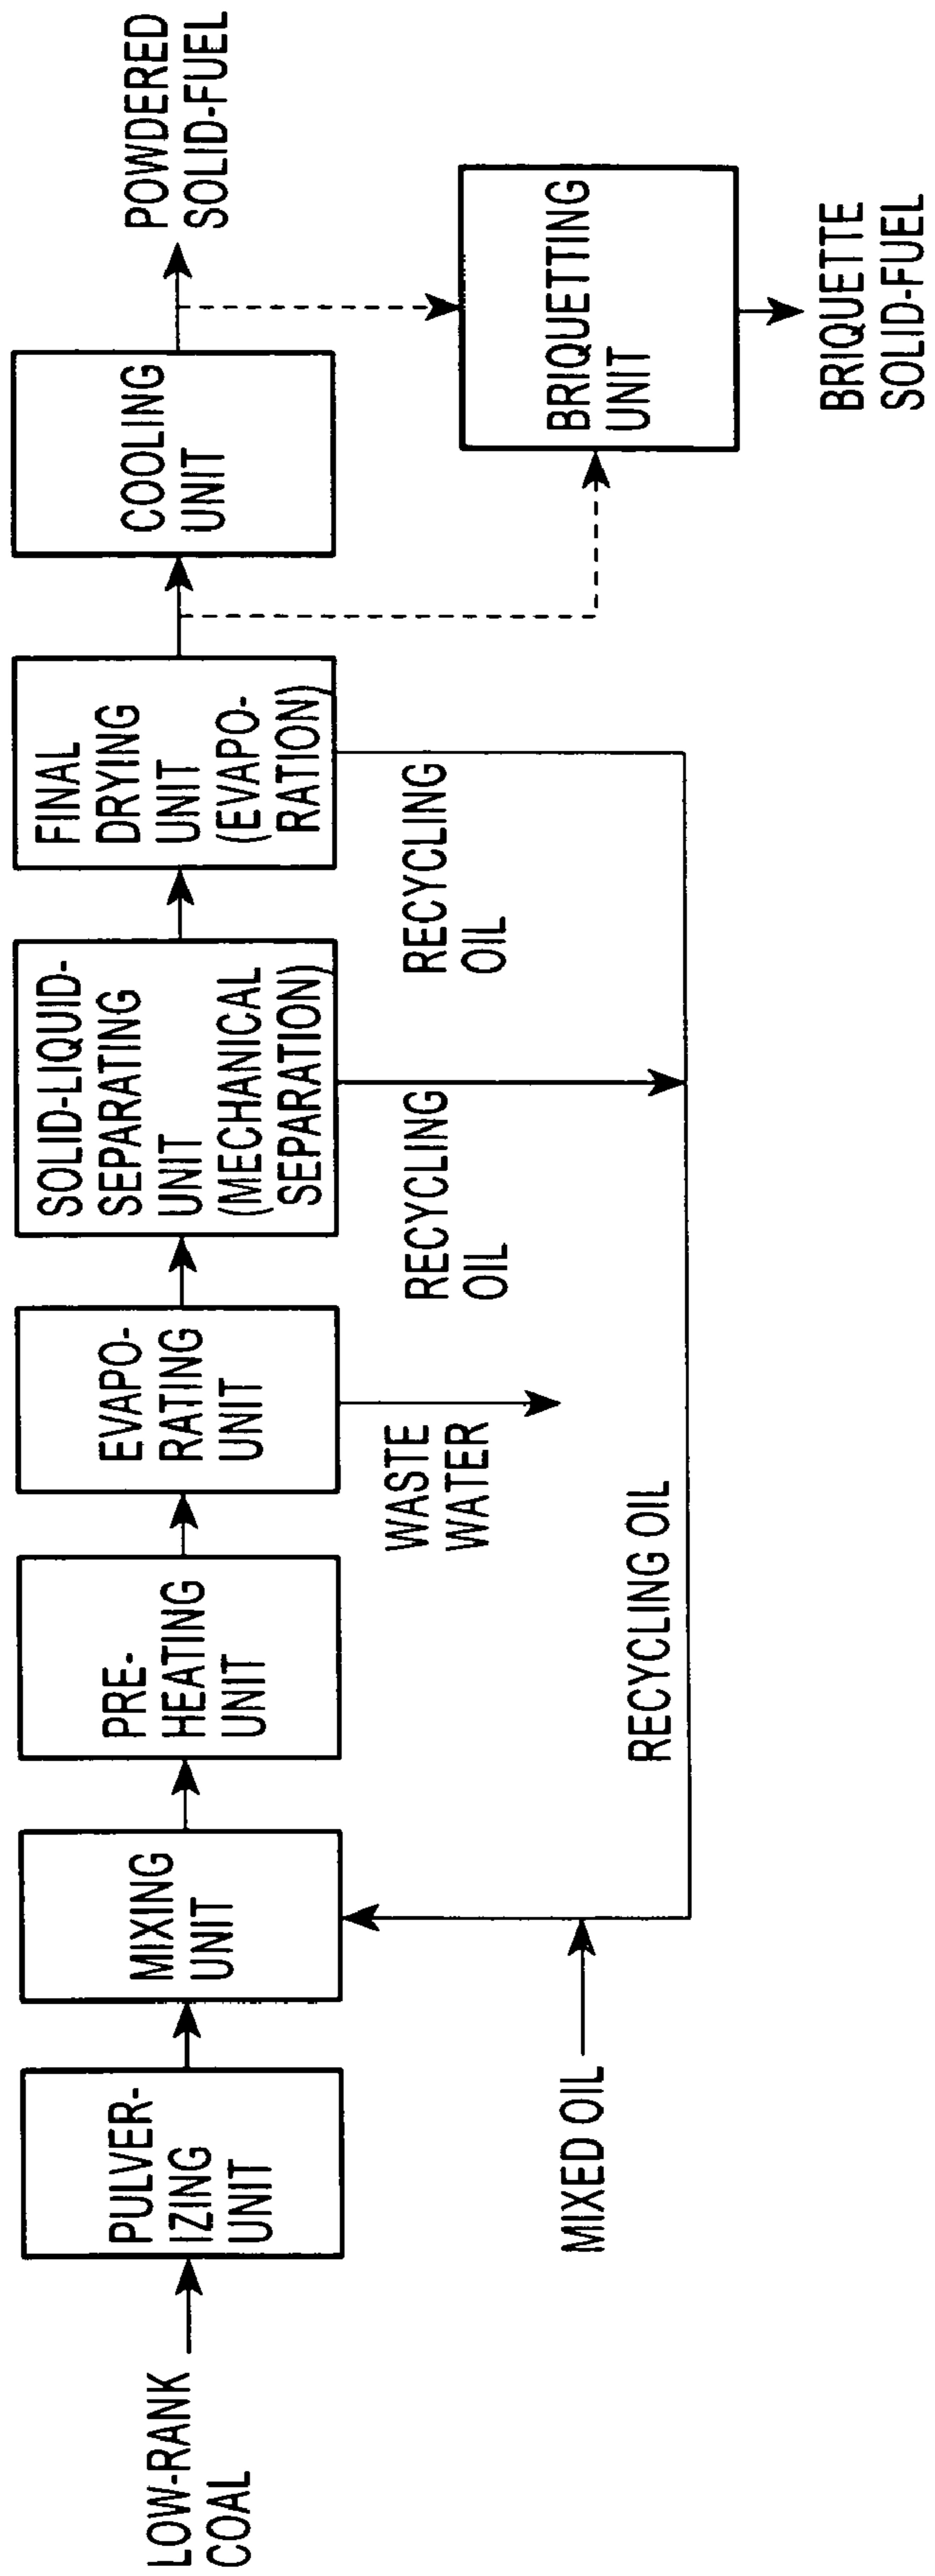 LOW-RANK
COAL
PULVER-
IZING
UNIT
MIXING
UNIT
PRE-
HEATING
UNIT
EVAPO-
RATING
UNIT
SOLID-LIQUID-
SEPARATING
UNIT
(MECHANICAL
SEPARATION)
FINAL
DRYING
UNIT
(EVAPO-
RATION)
COOLING
UNIT
POWDERED
SOLID-FUEL
MIXED OIL
RECYCLING OIL
WASTE
WATER
RECYCLING
OIL
RECYCLING
OIL
BRIQUETTING
UNIT
BRIQUETTE
SOLID-FUEL